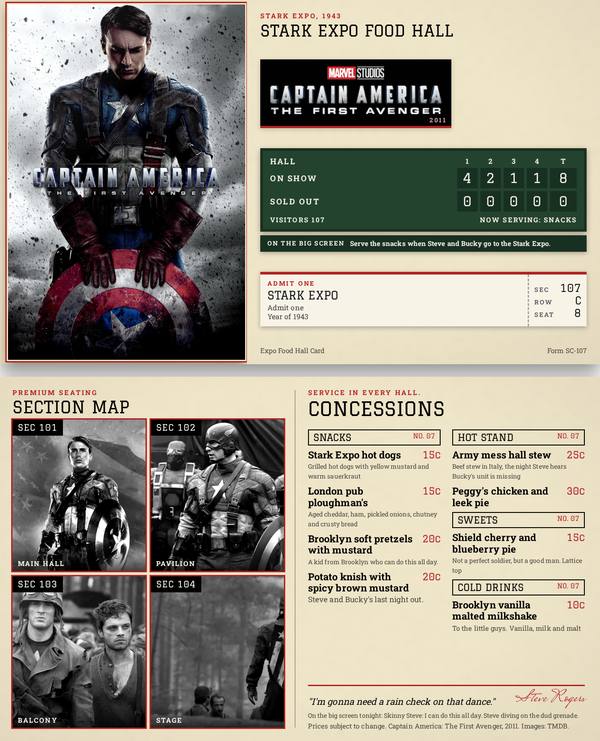 CAPTAIN AMERICA
THE FIRST AVENGER
STARK EXPO, 1943
STARK EXPO FOOD HALL
MARVEL STUDIOS
CAPTAIN AMERICA
THE FIRST AVENGER
2011
HALL 1 2 3 4 T
ON SHOW 4 2 1 1 8
SOLD OUT 0 0 0 0 0
VISITORS 107 NOW SERVING: SNACKS
ON THE BIG SCREEN Serve the snacks when Steve and Bucky go to the Stark Expo.
ADMIT ONE
STARK EXPO
Admit one
Year of 1943
SEC 107
ROW C
SEAT 8
Expo Food Hall Card Form SC-107
PREMIUM SEATING
SECTION MAP
SEC 101
MAIN HALL
SEC 102
PAVILION
SEC 103
BALCONY
SEC 104
STAGE
SERVICE IN EVERY HALL.
CONCESSIONS
SNACKS NO. 07
Stark Expo hot dogs 15¢
Grilled hot dogs with yellow mustard and
warm sauerkraut
London pub 15¢
ploughman's
Aged cheddar, ham, pickled onions, chutney
and crusty bread
Brooklyn soft pretzels 20¢
with mustard
A kid from Brooklyn who can do this all day.
Potato knish with 20¢
spicy brown mustard
Steve and Bucky's last night out.
HOT STAND NO. 07
Army mess hall stew 25¢
Beef stew in Italy, the night Steve hears
Bucky's unit is missing
Peggy's chicken and 30¢
leek pie
SWEETS NO. 07
Shield cherry and 15¢
blueberry pie
Not a perfect soldier, but a good man. Lattice
top
COLD DRINKS NO. 07
Brooklyn vanilla 10¢
malted milkshake
To the little guys. Vanilla, milk and malt
"I'm gonna need a rain check on that dance." Steve Rogers
On the big screen tonight: Skinny Steve: I can do this all day. Steve diving on the dud grenade.
Prices subject to change. Captain America: The First Avenger, 2011. Images: TMDB.